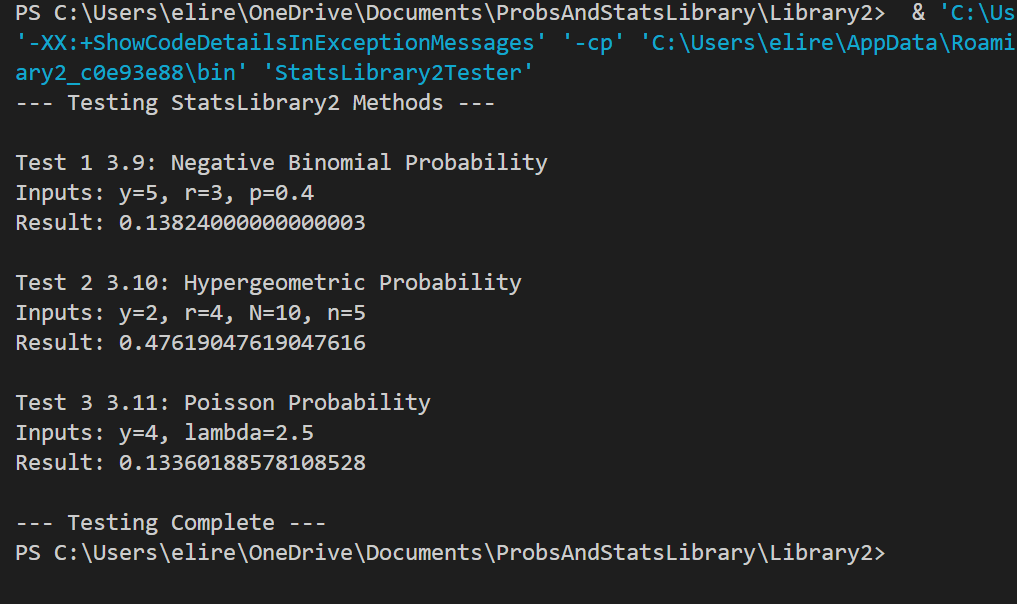 PS C:\Users\elire\OneDrive\Documents\ProbsAndStatsLibrary\Library2>  & 'C:\Us
'-XX:+ShowCodeDetailsInExceptionMessages' '-cp' 'C:\Users\elire\AppData\Roami
ary2_c0e93e88\bin' 'StatsLibrary2Tester'
--- Testing StatsLibrary2 Methods ---
Test 1 3.9: Negative Binomial Probability
Inputs: y=5, r=3, p=0.4
Result: 0.13824000000000003
Test 2 3.10: Hypergeometric Probability
Inputs: y=2, r=4, N=10, n=5
Result: 0.47619047619047616
Test 3 3.11: Poisson Probability
Inputs: y=4, lambda=2.5
Result: 0.13360188578108528
--- Testing Complete ---
PS C:\Users\elire\OneDrive\Documents\ProbsAndStatsLibrary\Library2>